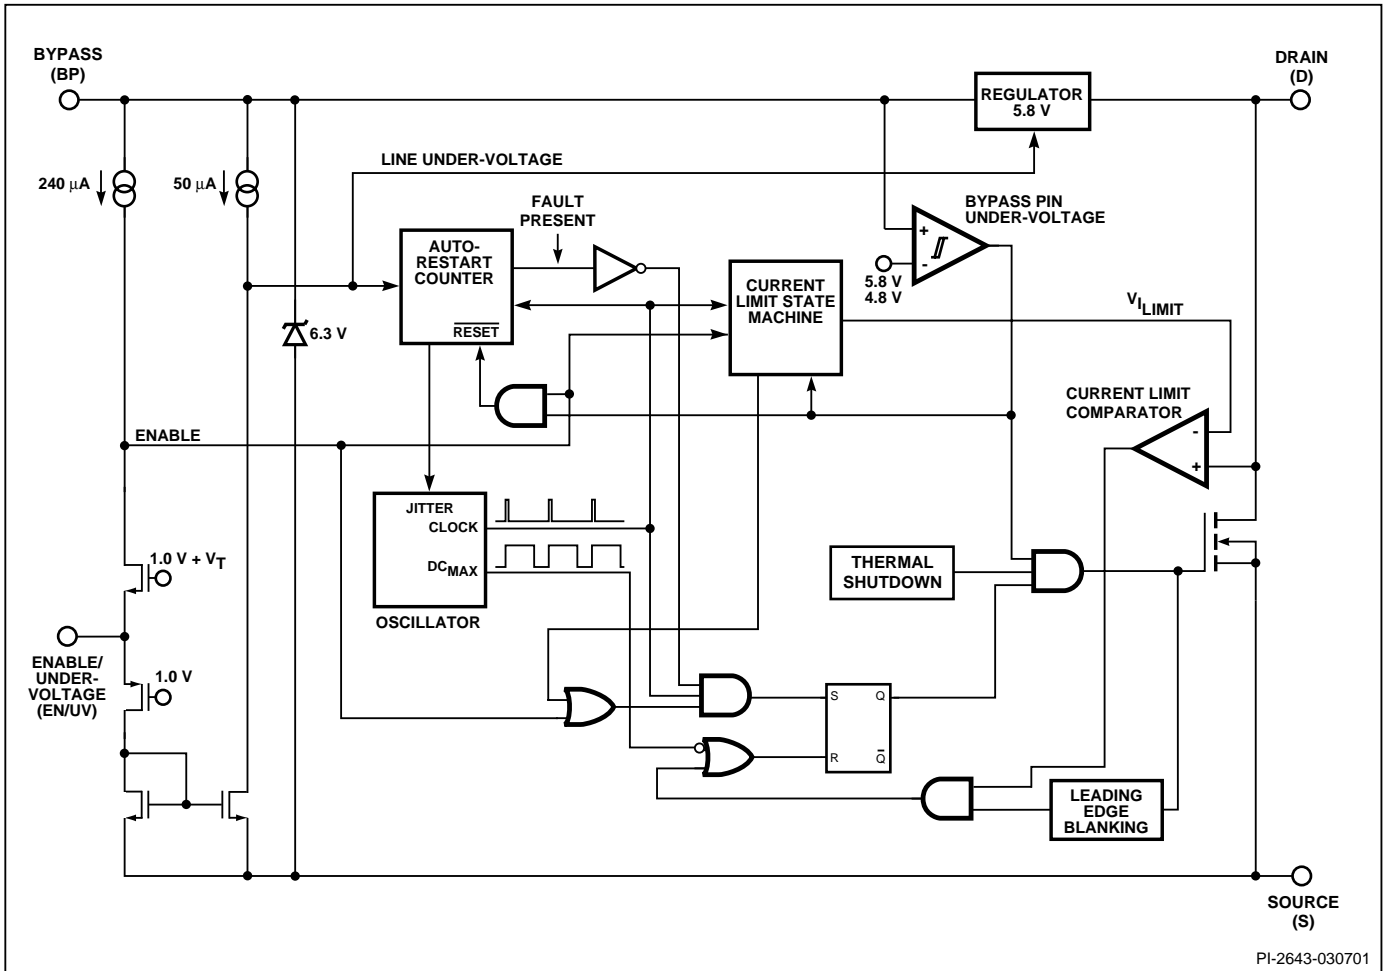 BYPASS
(BP)
DRAIN
(D)
REGULATOR
5.8 V
LINE UNDER-VOLTAGE
240 μA
50 μA
FAULT
PRESENT
BYPASS PIN
UNDER-VOLTAGE
AUTO-
RESTART
COUNTER
RESET
+
-
5.8 V
4.8 V
CURRENT
LIMIT STATE
MACHINE
VILIMIT
6.3 V
CURRENT LIMIT
COMPARATOR
-
+
ENABLE
JITTER
CLOCK
DCMAX
OSCILLATOR
1.0 V + VT
THERMAL
SHUTDOWN
ENABLE/
UNDER-
VOLTAGE
(EN/UV)
1.0 V
S Q
R Q̅
LEADING
EDGE
BLANKING
SOURCE
(S)
PI-2643-030701